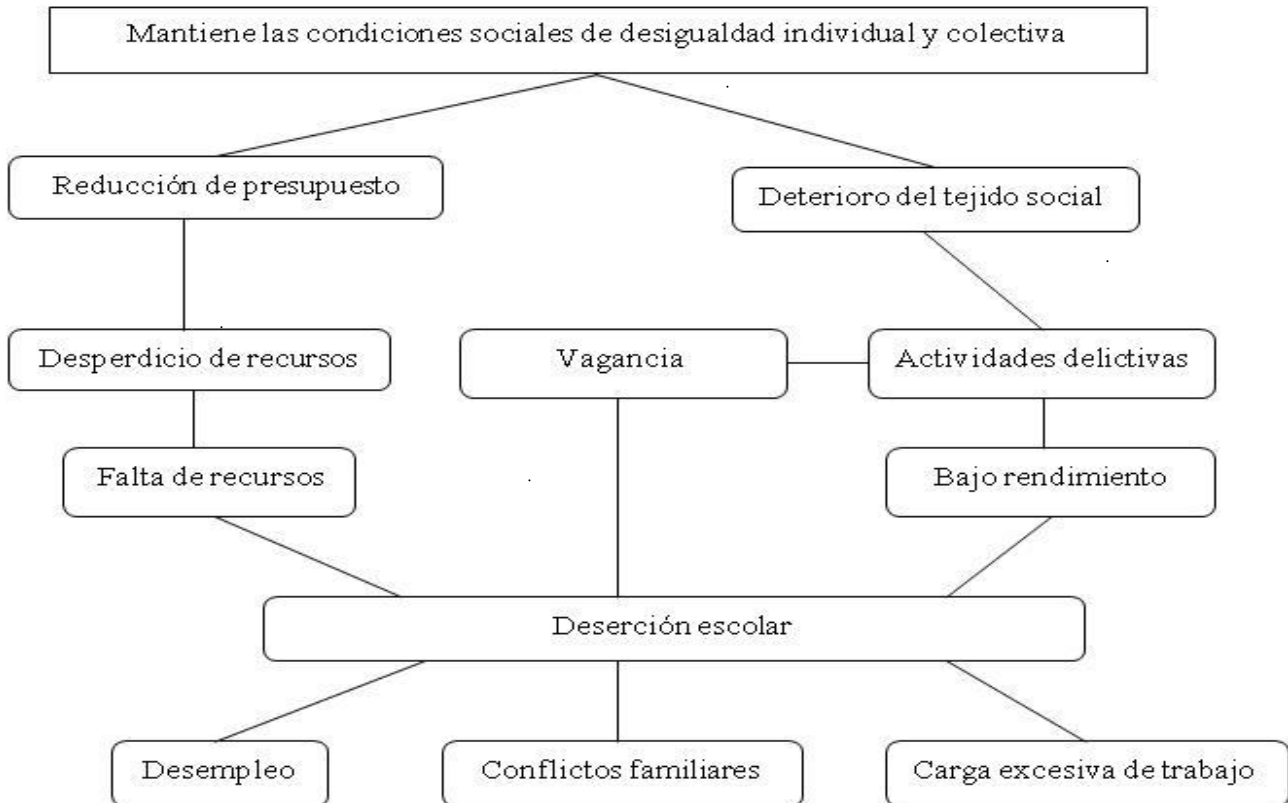 Mantiene las condiciones sociales de desigualdad individual y colectiva
Reducción de presupuesto
Deterioro del tejido social
Desperdicio de recursos
Vagancia
Actividades delictivas
Falta de recursos
Bajo rendimiento
Deserción escolar
Desempleo
Conflictos familiares
Carga excesiva de trabajo